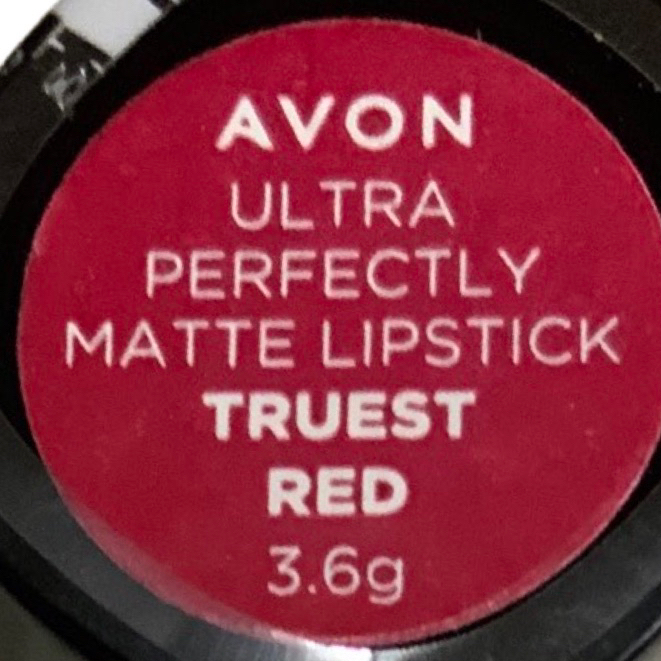 AVON
ULTRA
PERFECTLY
MATTE LIPSTICK
TRUEST
RED
3.6g